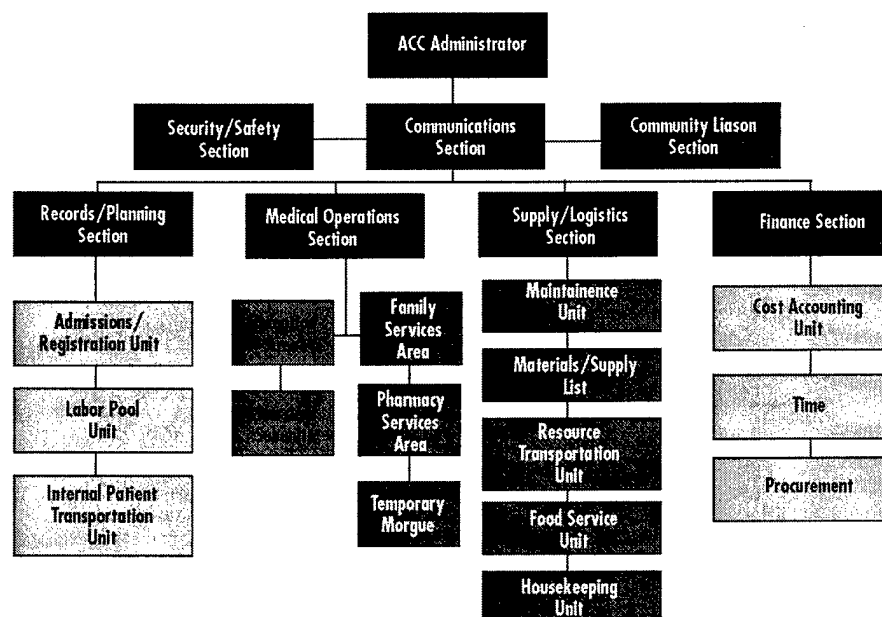 ACC Administrator
Security/Safety
Section
Communications
Section
Community Liason
Section
Records/Planning
Section
Medical Operations
Section
Supply/Logistics
Section
Finance Section
Admissions/
Registration Unit
Labor Pool
Unit
Internal Patient
Transportation
Unit
Family
Services
Area
Pharmacy
Services
Area
Temporary
Morgue
Maintainence
Unit
Materials/Supply
List
Resource
Transportation
Unit
Food Service
Unit
Housekeeping
Unit
Cost Accounting
Unit
Time
Procurement